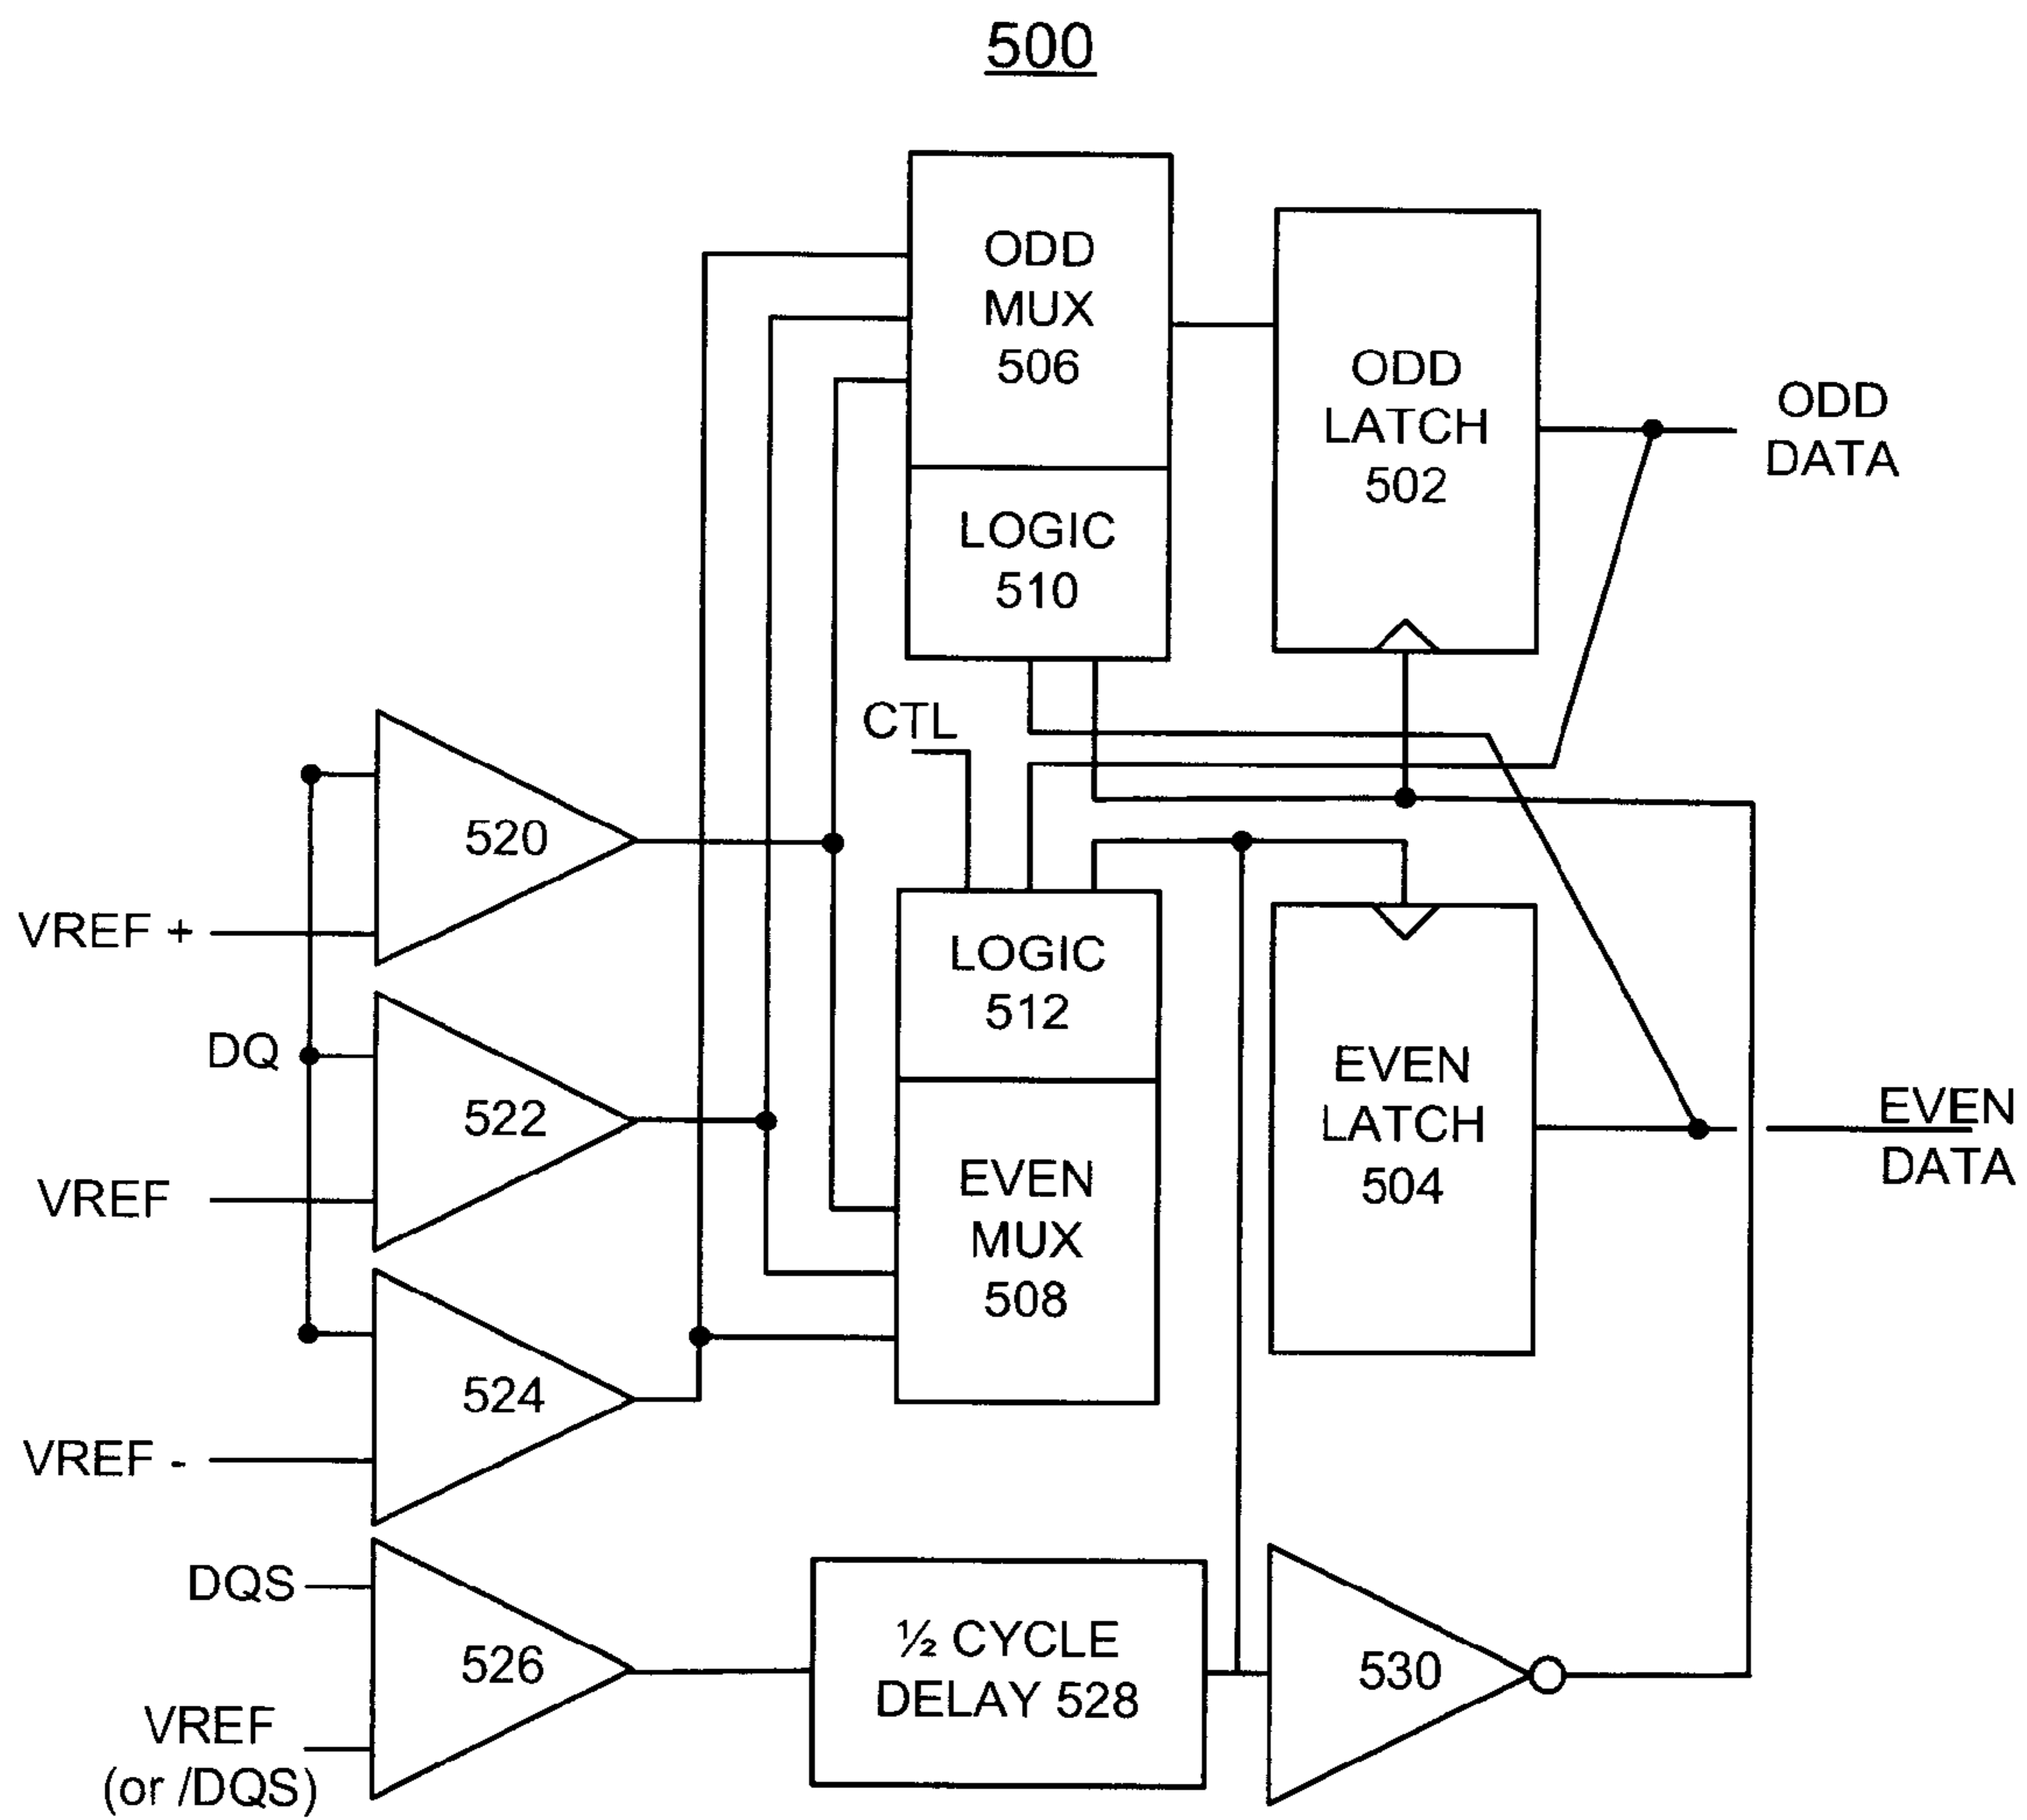 500
ODD
MUX
506
LOGIC
510
ODD
LATCH
502
ODD
DATA
CTL
520
VREF +
DQ
522
VREF
524
VREF -
LOGIC
512
EVEN
MUX
508
EVEN
LATCH
504
EVEN
DATA
DQS
526
VREF
(or /DQS)
½ CYCLE
DELAY 528
530